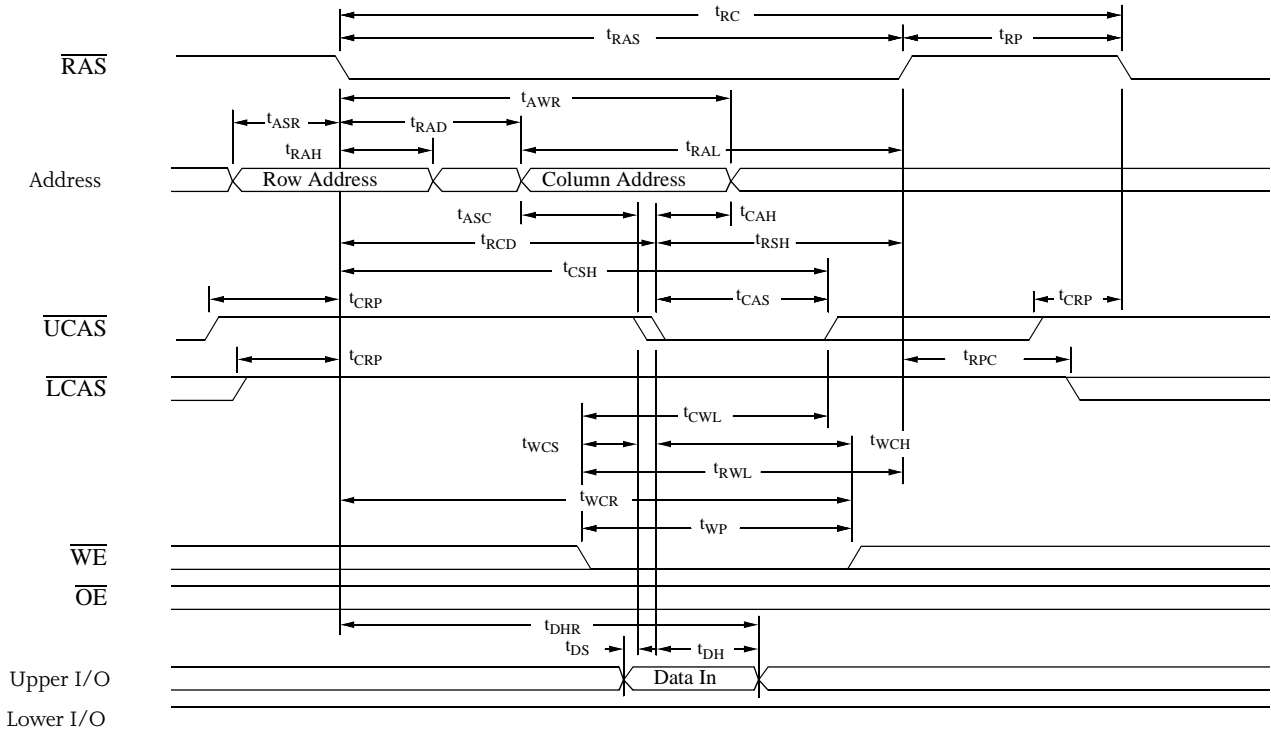 tRC
tRAS
tRP
RAS
tAWR
tASR
tRAD
tRAH
tRAL
Address
Row Address
Column Address
tASC
tCAH
tRCD
tRSH
tCSH
tCRP
tCAS
tCRP
UCAS
tCRP
tRPC
LCAS
tCWL
tWCS
tWCH
tRWL
tWCR
tWP
WE
OE
tDHR
tDS
tDH
Upper I/O
Data In
Lower I/O